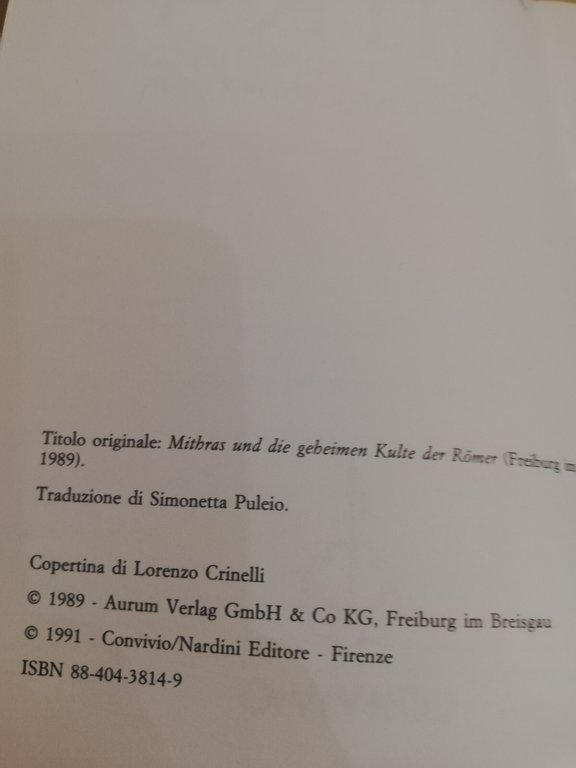 Titolo originale: Mithras und die geheimen Kulte der Römer (Freiburg im
1989).
Traduzione di Simonetta Puleio.
Copertina di Lorenzo Crinelli
© 1989 - Aurum Verlag GmbH & Co KG, Freiburg im Breisgau
© 1991 - Convivio/Nardini Editore - Firenze
ISBN 88-404-3814-9